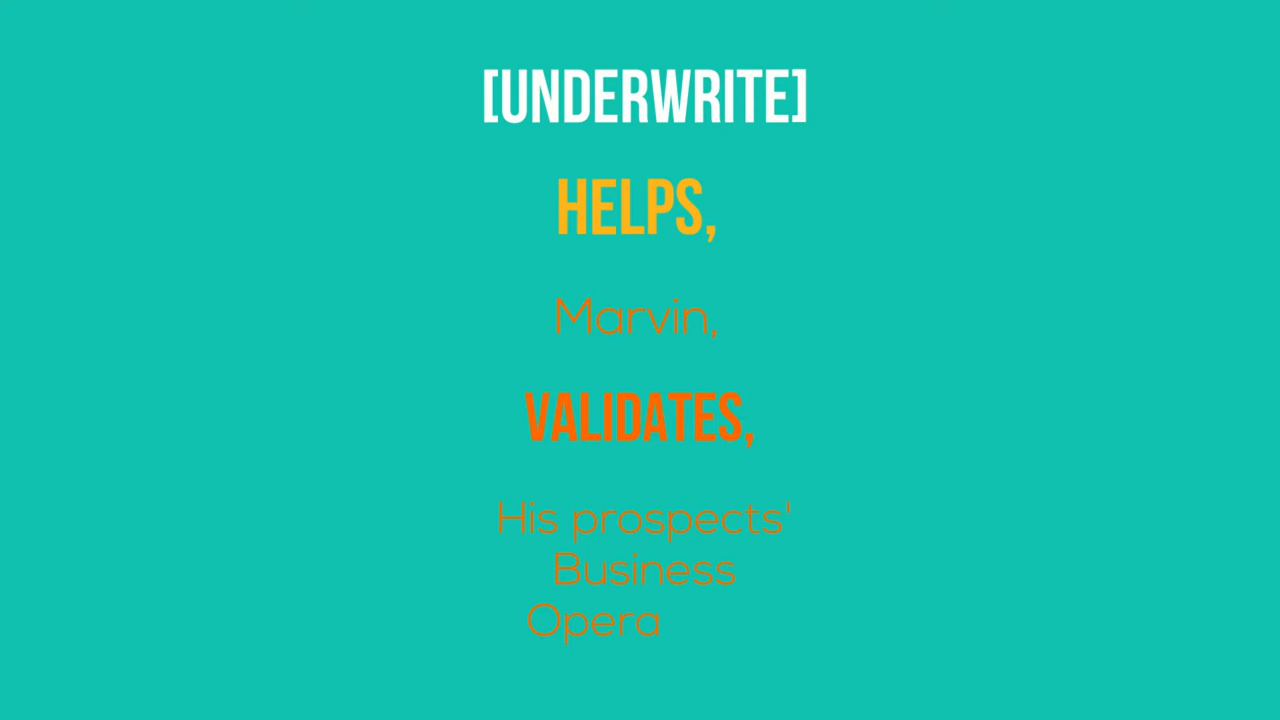 [UNDERWRITE]
HELPS,
Marvin,
VALIDATES,
His prospects'
Business
Opera